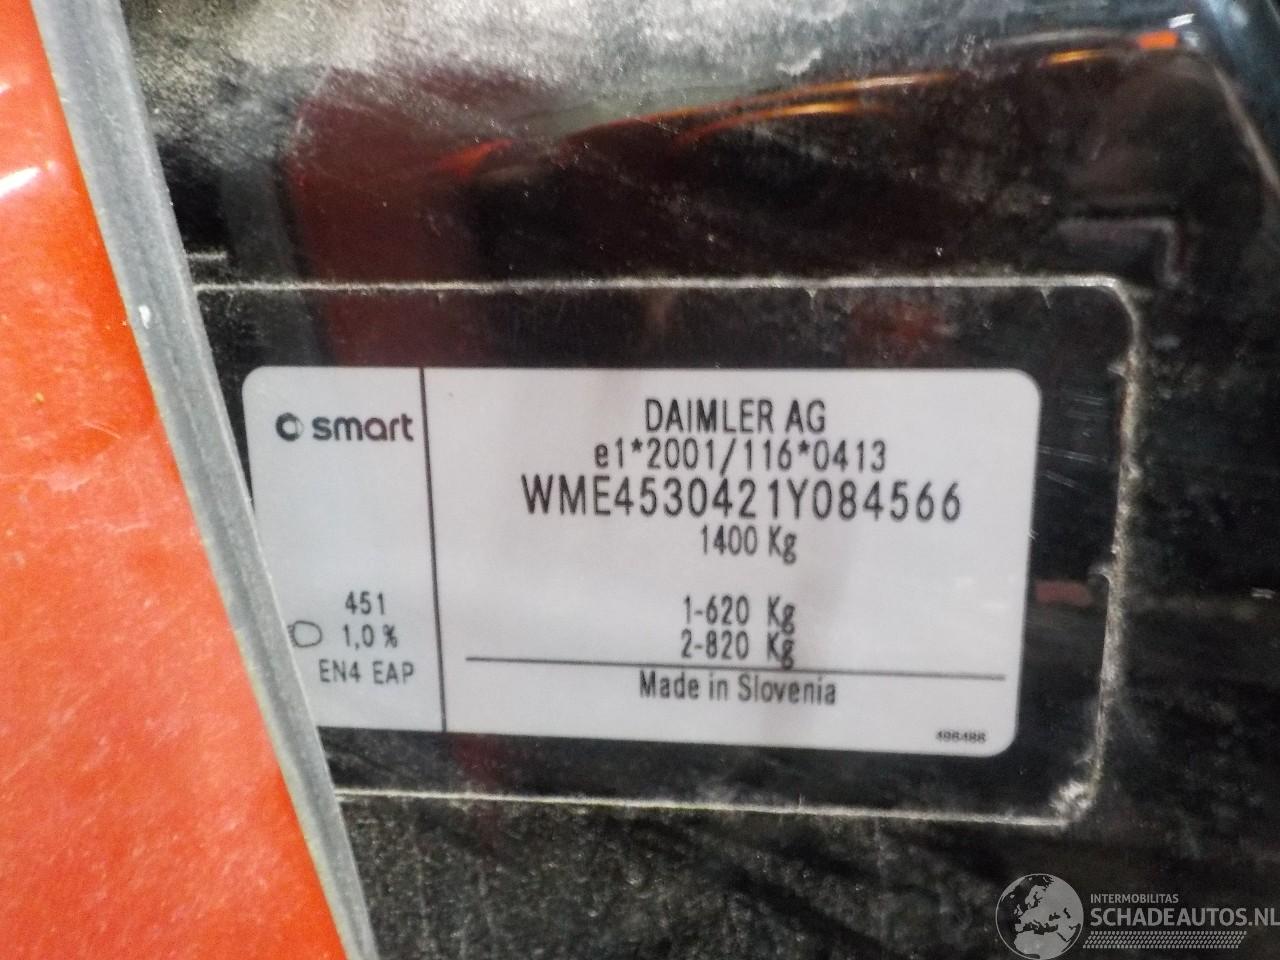 smart
DAIMLER AG
e1*2001/116*0413
WME4530421Y084566
1400 Kg
1-620 Kg
2-820 Kg
451
1,0 %
EN4 EAP
Made in Slovenia
496486
INTERMOBILITAS
SCHADEAUTOS.NL